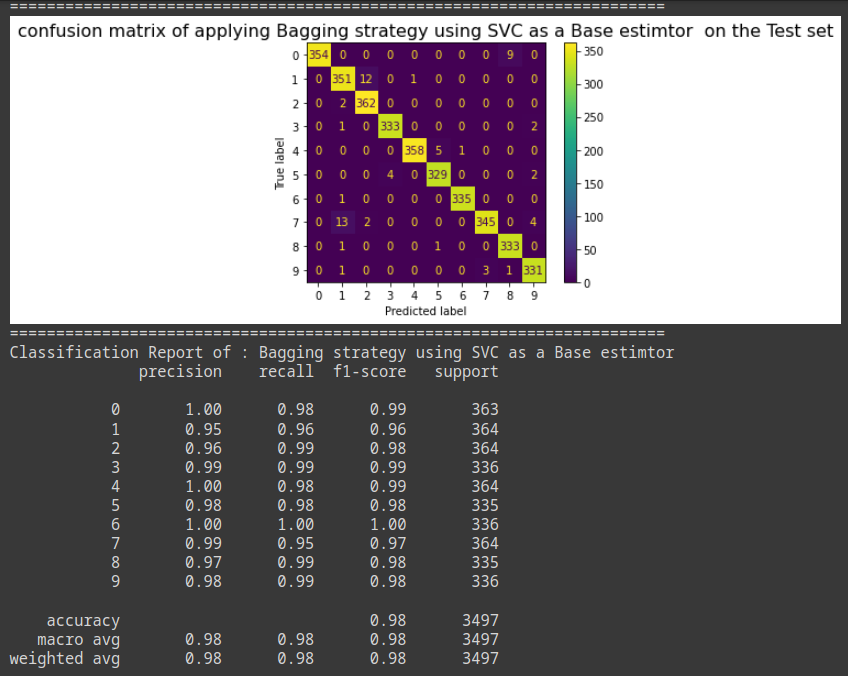 =======================================================================
confusion matrix of applying Bagging strategy using SVC as a Base estimtor on the Test set
0 354 0 0 0 0 0 0 0 9 0
1 0 351 12 0 1 0 0 0 0 0
2 0 2 362 0 0 0 0 0 0 0
3 0 1 0 333 0 0 0 0 0 2
4 0 0 0 0 358 5 1 0 0 0
5 0 0 0 4 0 329 0 0 0 2
6 0 1 0 0 0 0 335 0 0 0
7 0 13 2 0 0 0 0 345 0 4
8 0 1 0 0 0 1 0 0 333 0
9 0 1 0 0 0 0 0 3 1 331
0 1 2 3 4 5 6 7 8 9
Predicted label
True label
350
300
250
200
150
100
50
0
=======================================================================
Classification Report of : Bagging strategy using SVC as a Base estimtor
precision recall f1-score support
0 1.00 0.98 0.99 363
1 0.95 0.96 0.96 364
2 0.96 0.99 0.98 364
3 0.99 0.99 0.99 336
4 1.00 0.98 0.99 364
5 0.98 0.98 0.98 335
6 1.00 1.00 1.00 336
7 0.99 0.95 0.97 364
8 0.97 0.99 0.98 335
9 0.98 0.99 0.98 336
accuracy 0.98 3497
macro avg 0.98 0.98 0.98 3497
weighted avg 0.98 0.98 0.98 3497